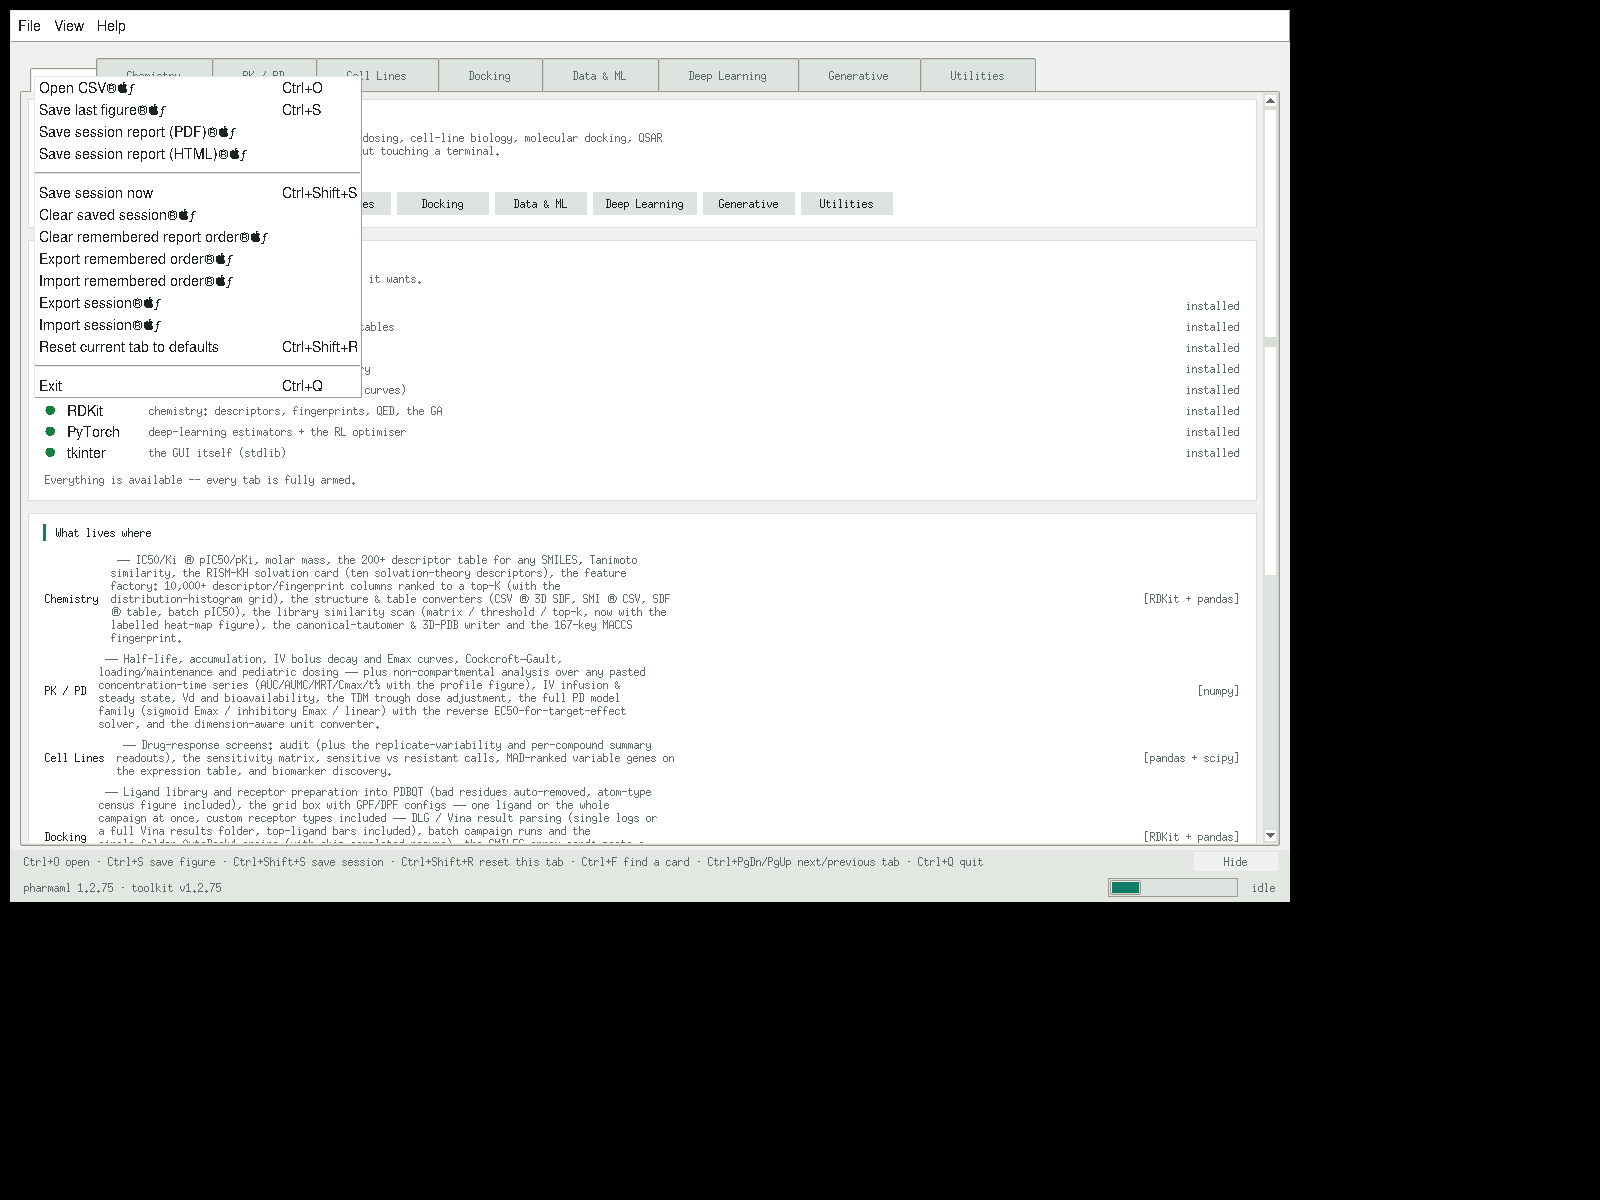 File View Help
Chemistry PK / PD Cell Lines Docking Data & ML Deep Learning Generative Utilities
Open CSV®ƒ Ctrl+O
Save last figure®ƒ Ctrl+S
Save session report (PDF)®ƒ
Save session report (HTML)®ƒ
Save session now Ctrl+Shift+S
Clear saved session®ƒ
Clear remembered report order®ƒ
Export remembered order®ƒ
Import remembered order®ƒ
Export session®ƒ
Import session®ƒ
Reset current tab to defaults Ctrl+Shift+R
Exit Ctrl+Q
dosing, cell-line biology, molecular docking, QSAR
ut touching a terminal.
es Docking Data & ML Deep Learning Generative Utilities
it wants.
installed
tables installed
installed
y installed
curves) installed
RDKit chemistry: descriptors, fingerprints, QED, the GA installed
PyTorch deep-learning estimators + the RL optimiser installed
tkinter the GUI itself (stdlib) installed
Everything is available -- every tab is fully armed.
What lives where
— IC50/Ki ® pIC50/pKi, molar mass, the 200+ descriptor table for any SMILES, Tanimoto
similarity, the RISM-KH solvation card (ten solvation-theory descriptors), the feature
factory: 10,000+ descriptor/fingerprint columns ranked to a top-K (with the
Chemistry distribution-histogram grid), the structure & table converters (CSV ® 3D SDF, SMI ® CSV, SDF [RDKit + pandas]
® table, batch pIC50), the library similarity scan (matrix / threshold / top-k, now with the
labelled heat-map figure), the canonical-tautomer & 3D-PDB writer and the 167-key MACCS
fingerprint.
— Half-life, accumulation, IV bolus decay and Emax curves, Cockcroft–Gault,
loading/maintenance and pediatric dosing — plus non-compartmental analysis over any pasted
PK / PD concentration-time series (AUC/AUMC/MRT/Cmax/t½ with the profile figure), IV infusion & [numpy]
steady state, Vd and bioavailability, the TDM trough dose adjustment, the full PD model
family (sigmoid Emax / inhibitory Emax / linear) with the reverse EC50-for-target-effect
solver, and the dimension-aware unit converter.
— Drug-response screens: audit (plus the replicate-variability and per-compound summary
Cell Lines readouts), the sensitivity matrix, sensitive vs resistant calls, MAD-ranked variable genes on [pandas + scipy]
the expression table, and biomarker discovery.
— Ligand library and receptor preparation into PDBQT (bad residues auto-removed, atom-type
census figure included), the grid box with GPF/DPF configs — one ligand or the whole
campaign at once, custom receptor types included — DLG / Vina result parsing (single logs or
a full Vina results folder, top-ligand bars included), batch campaign runs and the
Docking [RDKit + pandas]
Ctrl+O open · Ctrl+S save figure · Ctrl+Shift+S save session · Ctrl+Shift+R reset this tab · Ctrl+F find a card · Ctrl+PgDn/PgUp next/previous tab · Ctrl+Q quit Hide
pharmaml 1.2.75 · toolkit v1.2.75 idle